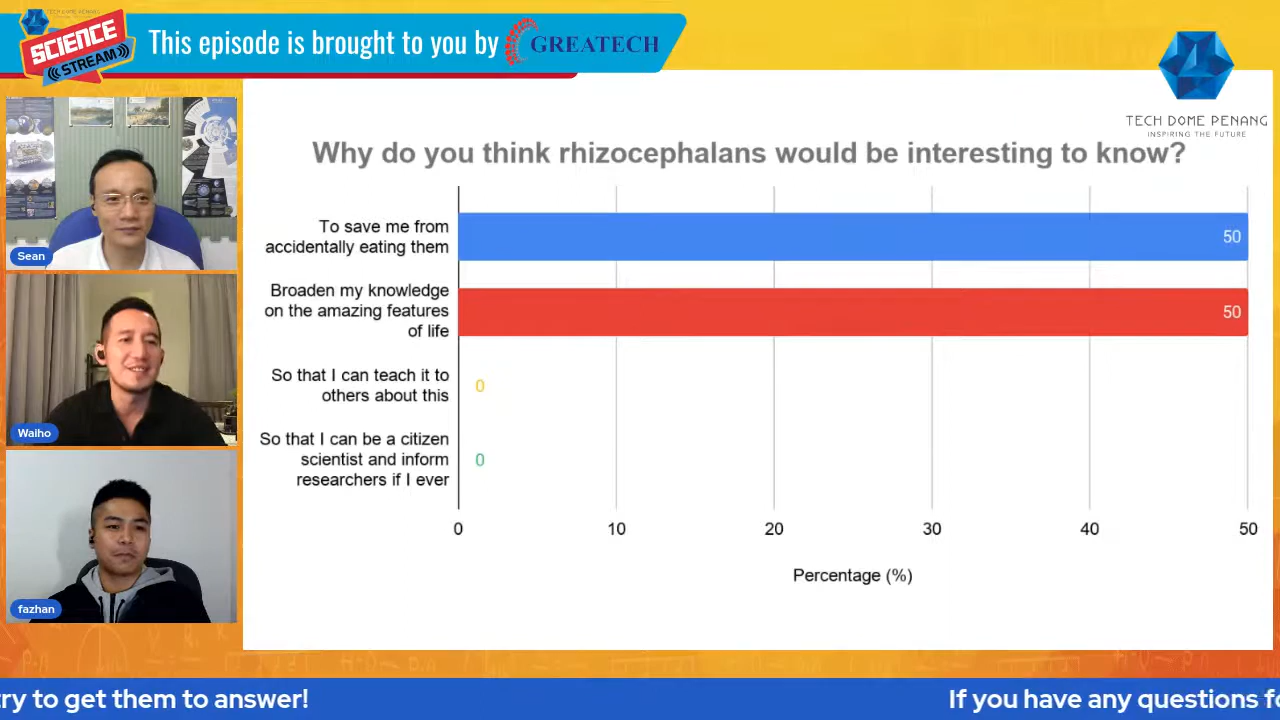 TECH DOME PENANG
SCIENCE
STREAM
This episode is brought to you by
GREATECH
TECH DOME PENANG
INSPIRING THE FUTURE
Why do you think rhizocephalans would be interesting to know?
To save me from
accidentally eating them
50
Broaden my knowledge
on the amazing features
of life
50
So that I can teach it to
others about this
0
So that I can be a citizen
scientist and inform
researchers if I ever
0
0 10 20 30 40 50
Percentage (%)
Sean
Waiho
fazhan
ry to get them to answer!
If you have any questions fo